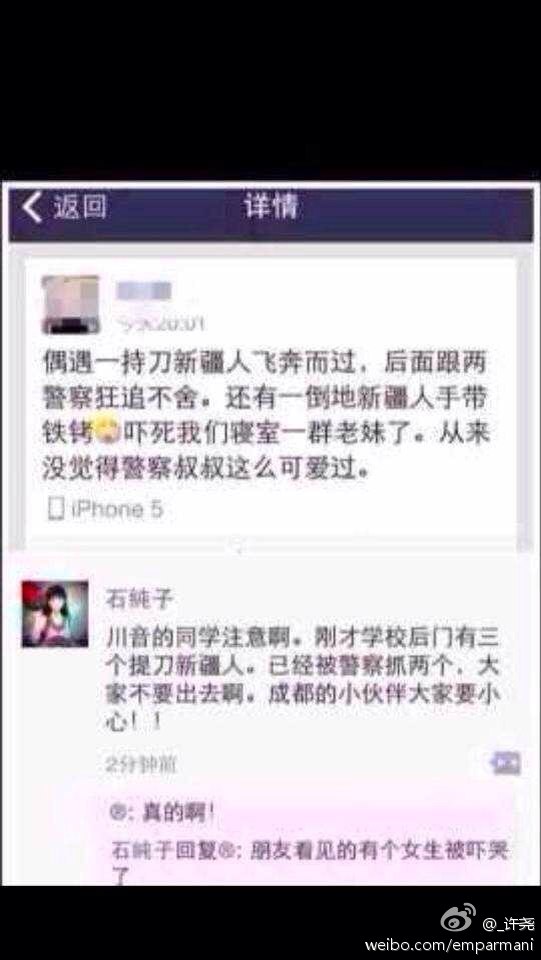 返回
详情
偶遇一持刀新疆人飞奔而过，后面跟两
警察狂追不舍。还有一倒地新疆人手带
铁铐吓死我们寝室一群老妹了。从来
没觉得警察叔叔这么可爱过。
iPhone 5
石純子
川音的同学注意啊。刚才学校后门有三
个提刀新疆人。已经被警察抓两个，大
家不要出去啊。成都的小伙伴大家要小
心！！
2分钟前
®: 真的啊！
石純子回复®: 朋友看见的有个女生被吓哭
了
@_许尧
weibo.com/emparmani